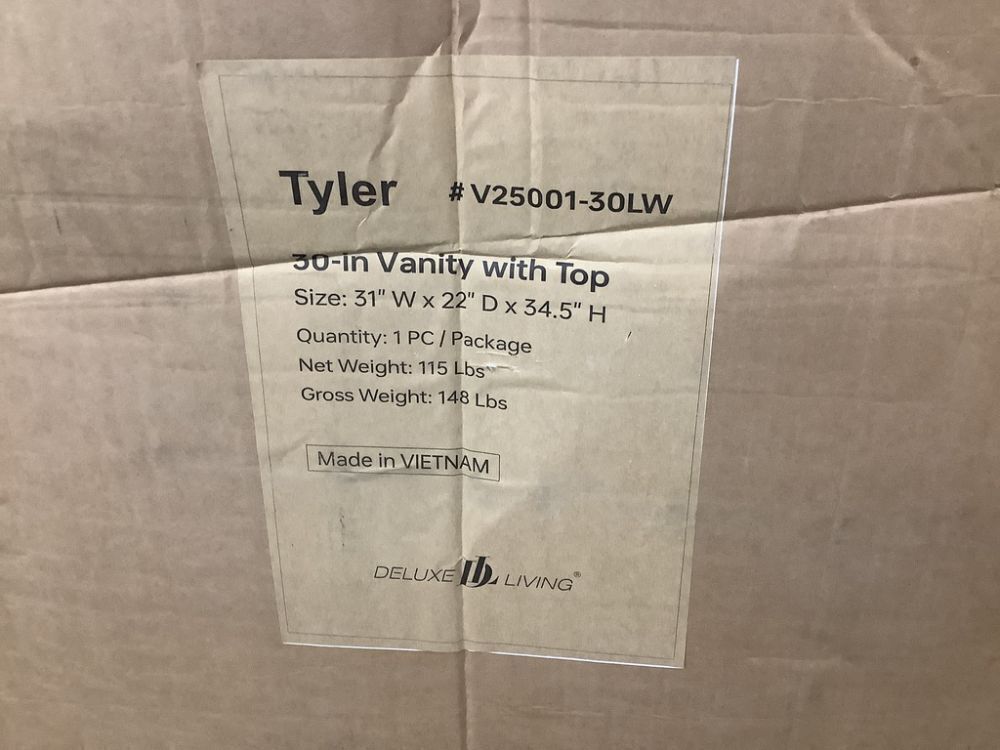 Tyler # V25001-30LW
30-in Vanity with Top
Size: 31" W x 22" D x 34.5" H
Quantity: 1 PC / Package
Net Weight: 115 Lbs
Gross Weight: 148 Lbs
Made in VIETNAM
DELUXE DL LIVING®